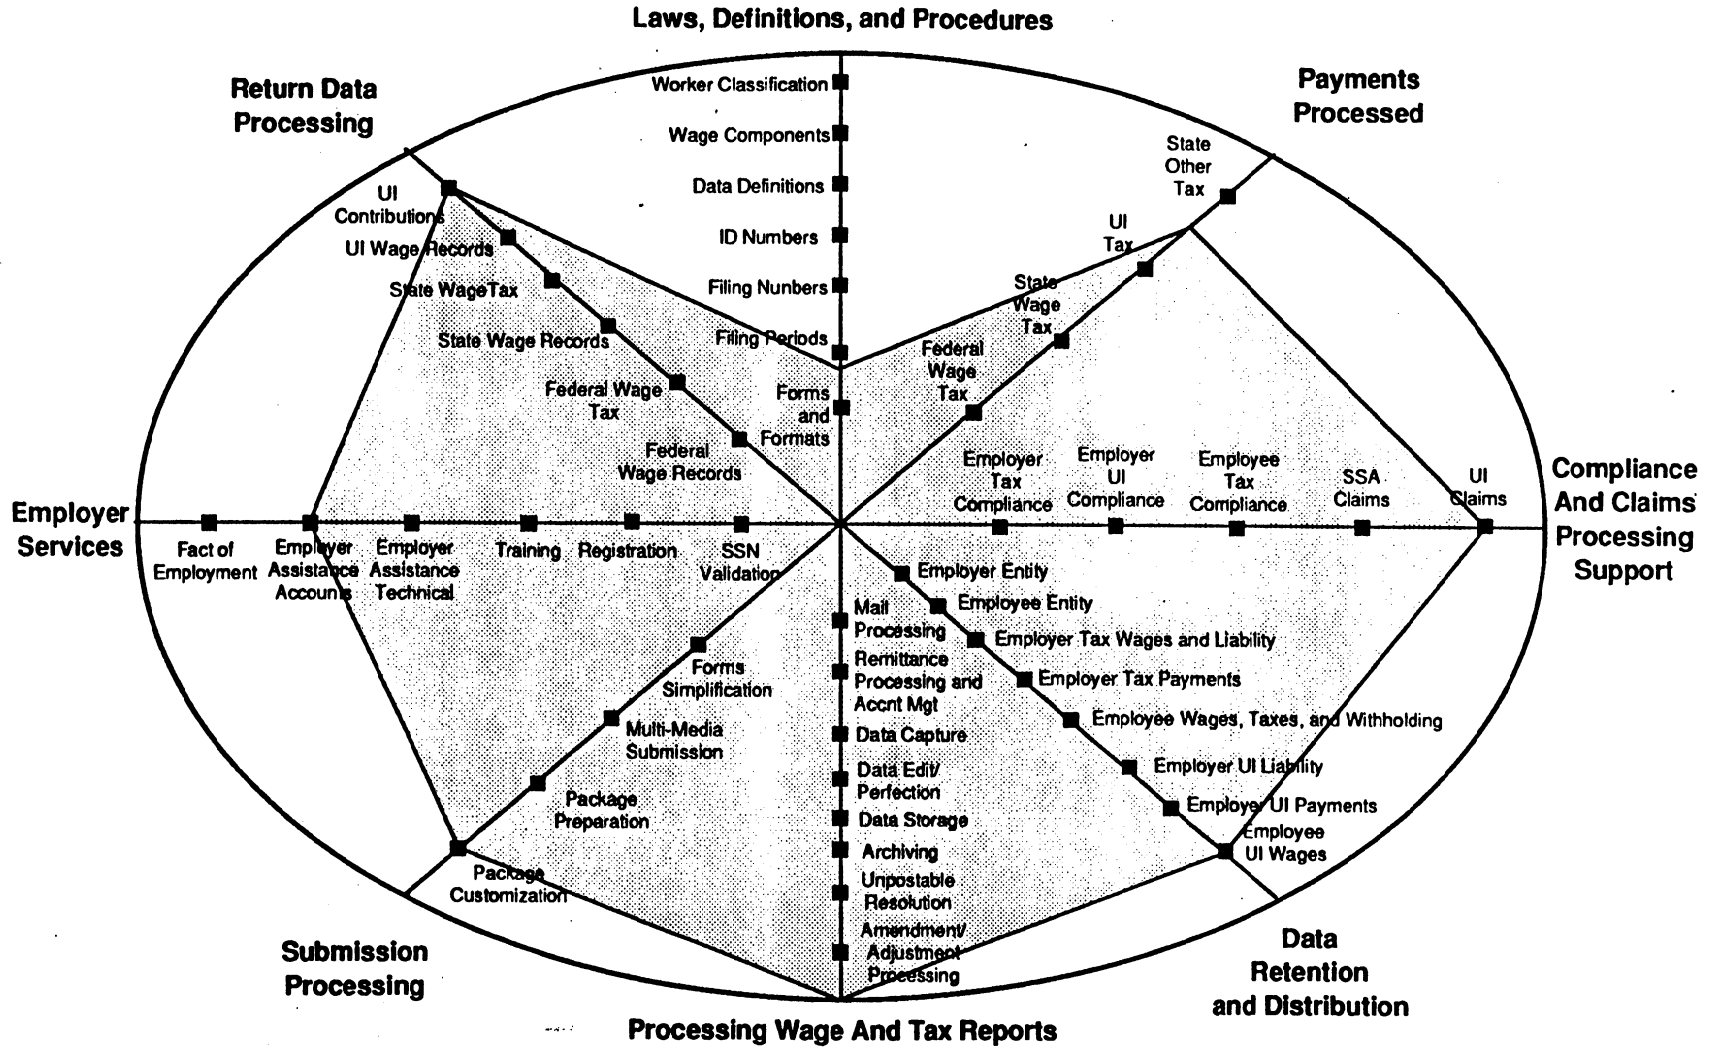 Laws, Definitions, and Procedures
Return Data
Processing
Payments
Processed
Worker Classification
Wage Components
Data Definitions
ID Numbers
Filing Nunbers
Filing Periods
Forms
and
Formats
UI
Contributions
UI Wage Records
State Wage Tax
State Wage Records
Federal Wage
Tax
Federal
Wage Records
State
Other
Tax
UI
Tax
State
Wage
Tax
Federal
Wage
Tax
Employer
Tax
Compliance
Employer
UI
Compliance
Employee
Tax
Compliance
SSA
Claims
UI
Claims
Compliance
And Claims
Processing
Support
Employer
Services
Fact of
Employment
Employer
Assistance
Accounts
Employer
Assistance
Technical
Training
Registration
SSN
Validation
Forms
Simplification
Multi-Media
Submission
Package
Preparation
Package
Customization
Mail
Processing
Remittance
Processing and
Accnt Mgt
Data Capture
Data Edit/
Perfection
Data Storage
Archiving
Unpostable
Resolution
Amendment/
Adjustment
Processing
Employer Entity
Employee Entity
Employer Tax Wages and Liability
Employer Tax Payments
Employee Wages, Taxes, and Withholding
Employer UI Liability
Employer UI Payments
Employee
UI Wages
Submission
Processing
Data
Retention
and Distribution
Processing Wage And Tax Reports